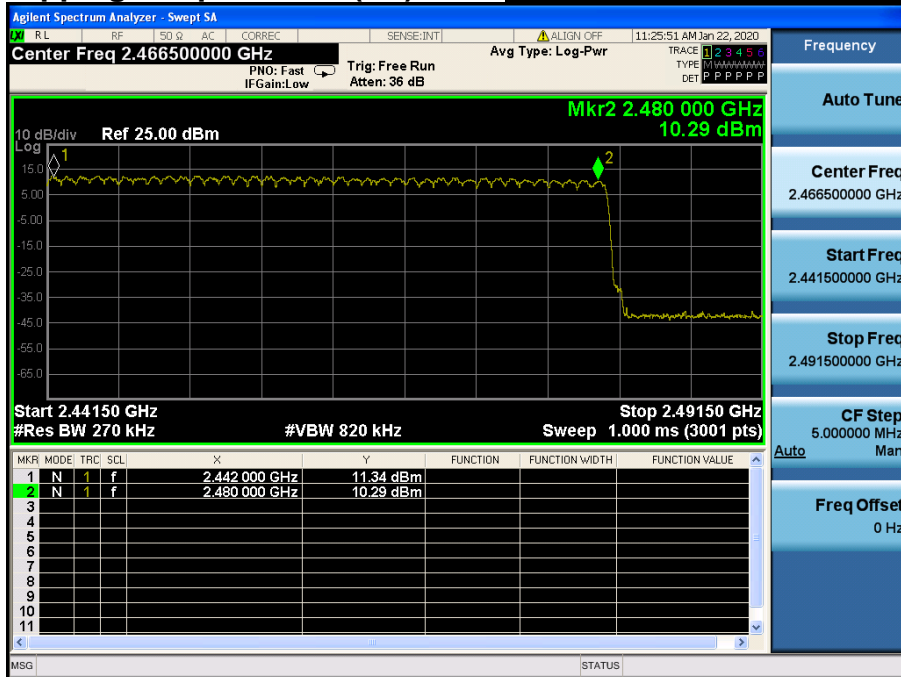 Agilent Spectrum Analyzer - Swept SA
LXI RL RF 50 Ω AC CORREC SENSE:INT ALIGN OFF 11:25:51 AM Jan 22, 2020
Center Freq 2.466500000 GHz
PNO: Fast
IFGain:Low
Trig: Free Run
Atten: 36 dB
Avg Type: Log-Pwr
TRACE 1 2 3 4 5 6
TYPE M WWWWW
DET P P P P P P
Mkr2 2.480 000 GHz
10.29 dBm
10 dB/div Ref 25.00 dBm
Log
1
2
15.0
5.00
-5.00
-15.0
-25.0
-35.0
-45.0
-55.0
-65.0
Start 2.44150 GHz Stop 2.49150 GHz
#Res BW 270 kHz #VBW 820 kHz Sweep 1.000 ms (3001 pts)
MKR MODE TRC SCL X Y FUNCTION FUNCTION WIDTH FUNCTION VALUE
1 N 1 f 2.442 000 GHz 11.34 dBm
2 N 1 f 2.480 000 GHz 10.29 dBm
3
4
5
6
7
8
9
10
11
MSG STATUS
Frequency
Auto Tune
Center Freq
2.466500000 GHz
Start Freq
2.441500000 GHz
Stop Freq
2.491500000 GHz
CF Step
5.000000 MHz
Auto Man
Freq Offset
0 Hz